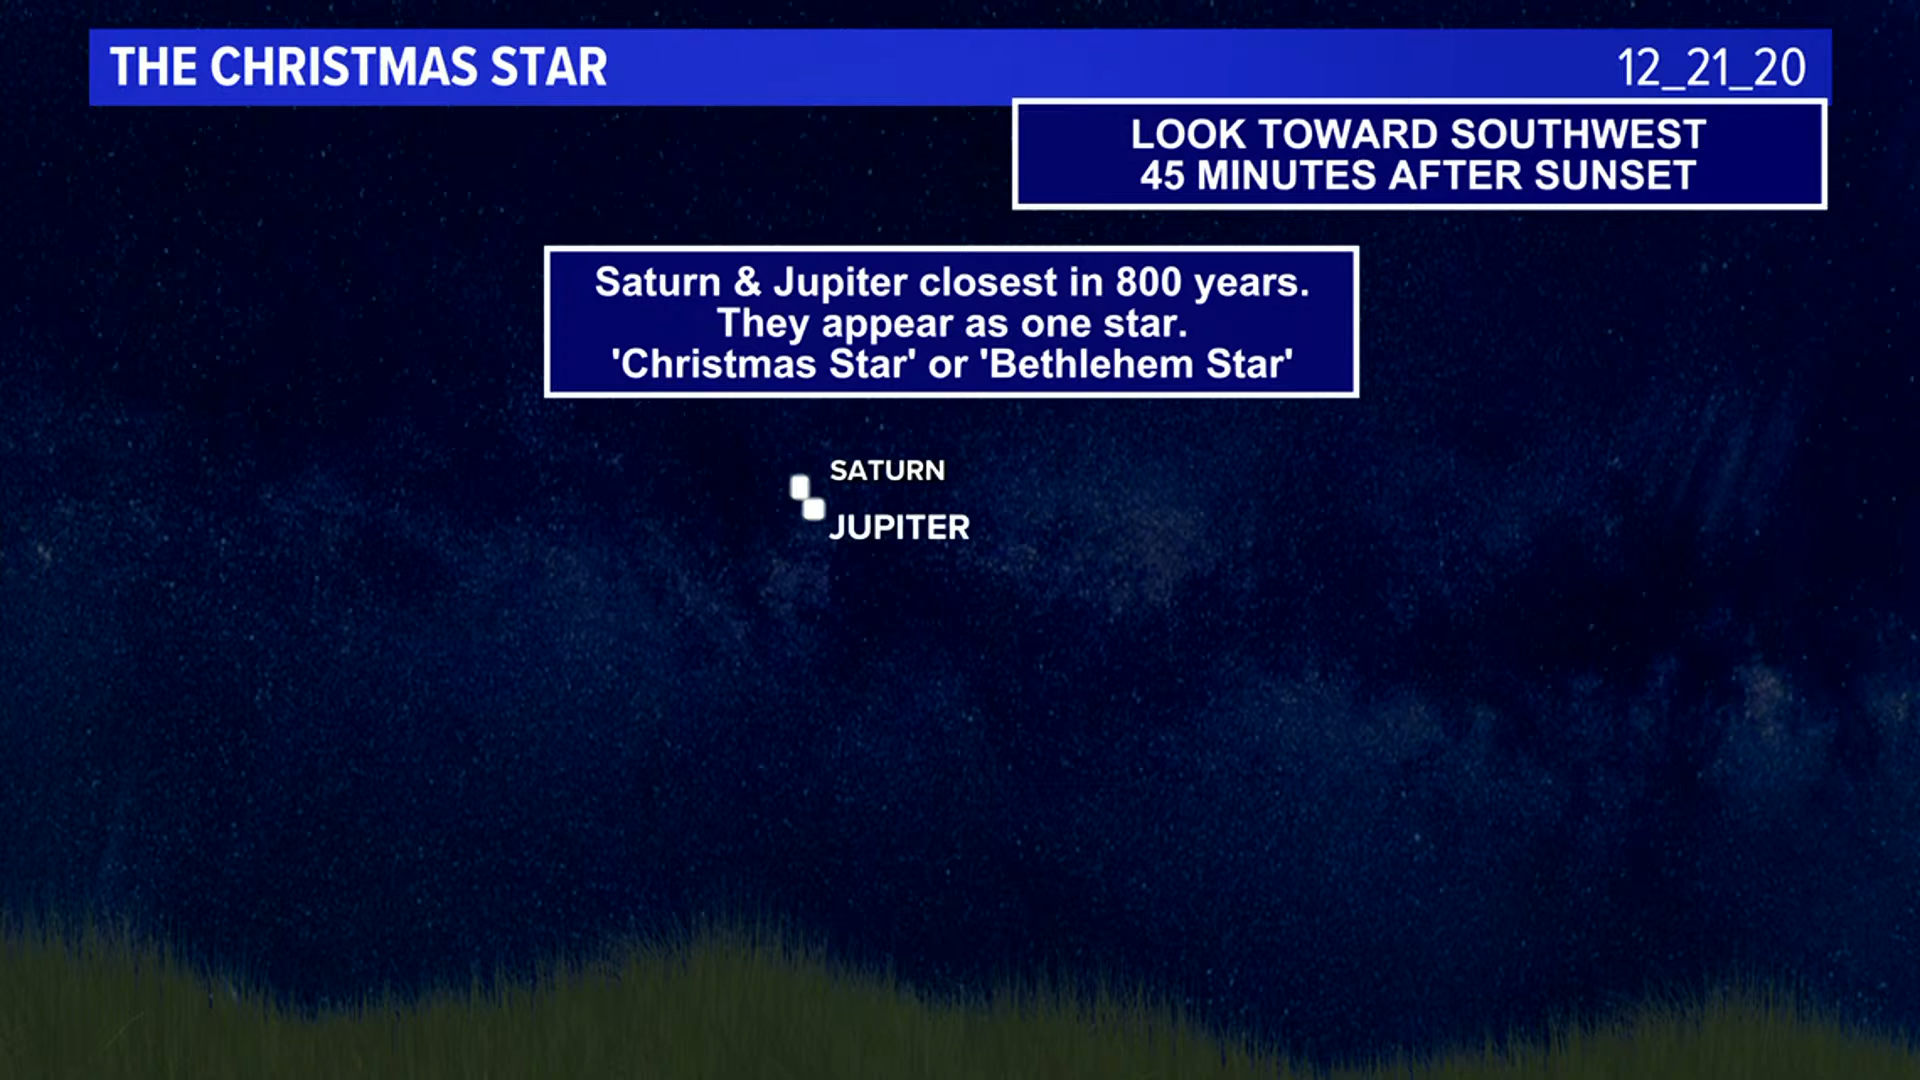 THE CHRISTMAS STAR
12_21_20
LOOK TOWARD SOUTHWEST
45 MINUTES AFTER SUNSET
Saturn & Jupiter closest in 800 years.
They appear as one star.
'Christmas Star' or 'Bethlehem Star'
SATURN
JUPITER